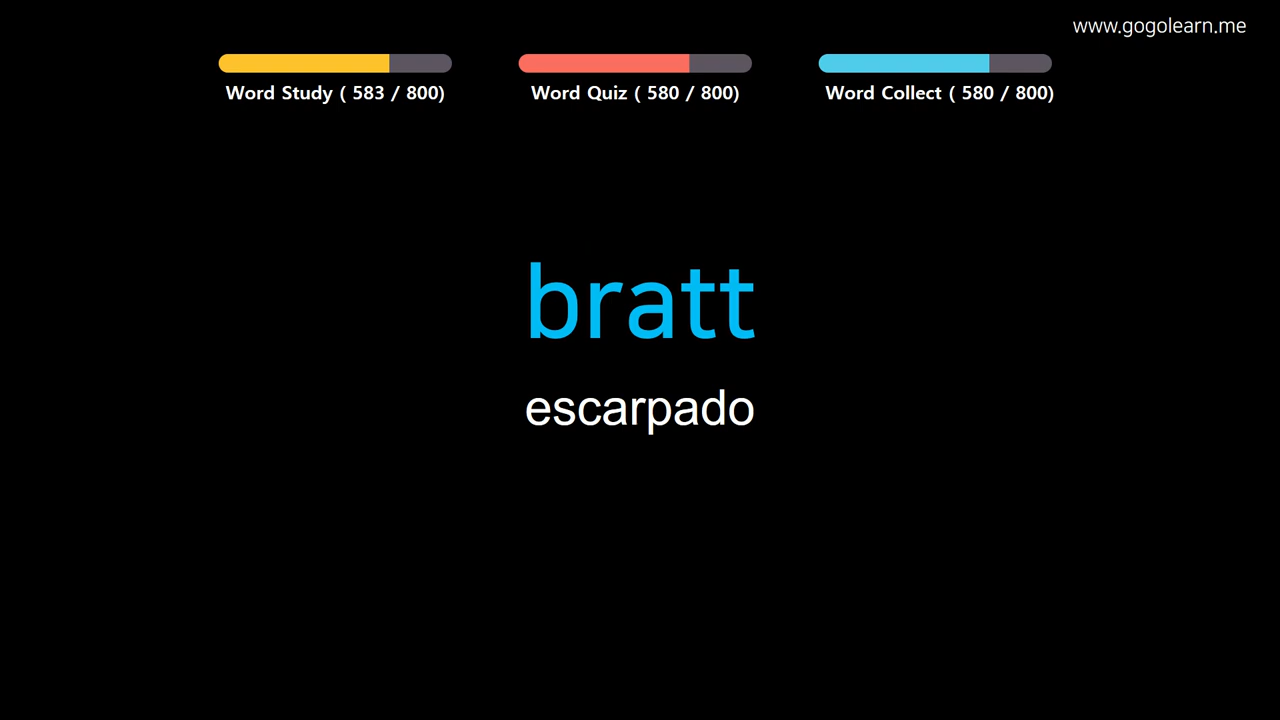 www.gogolearn.me
Word Study ( 583 / 800)
Word Quiz ( 580 / 800)
Word Collect ( 580 / 800)
bratt
escarpado